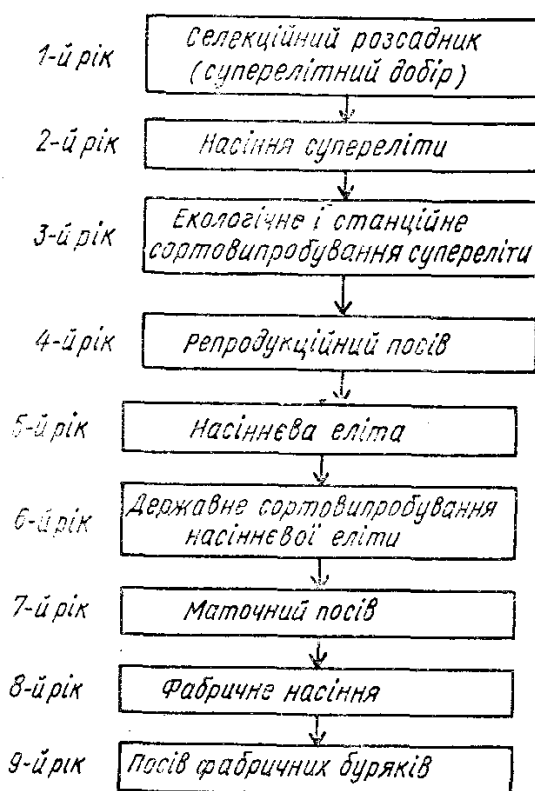 1-й рік
Селекційний розсадник
(суперелітний добір)
2-й рік
Насіння супереліти
3-й рік
Екологічне і станційне
сортовипробування супереліти
4-й рік
Репродукційний посів
5-й рік
Насіннєва еліта
6-й рік
Державне сортовипробування
насіннєвої еліти
7-й рік
Маточний посів
8-й рік
Фабричне насіння
9-й рік
Посів фабричних буряків